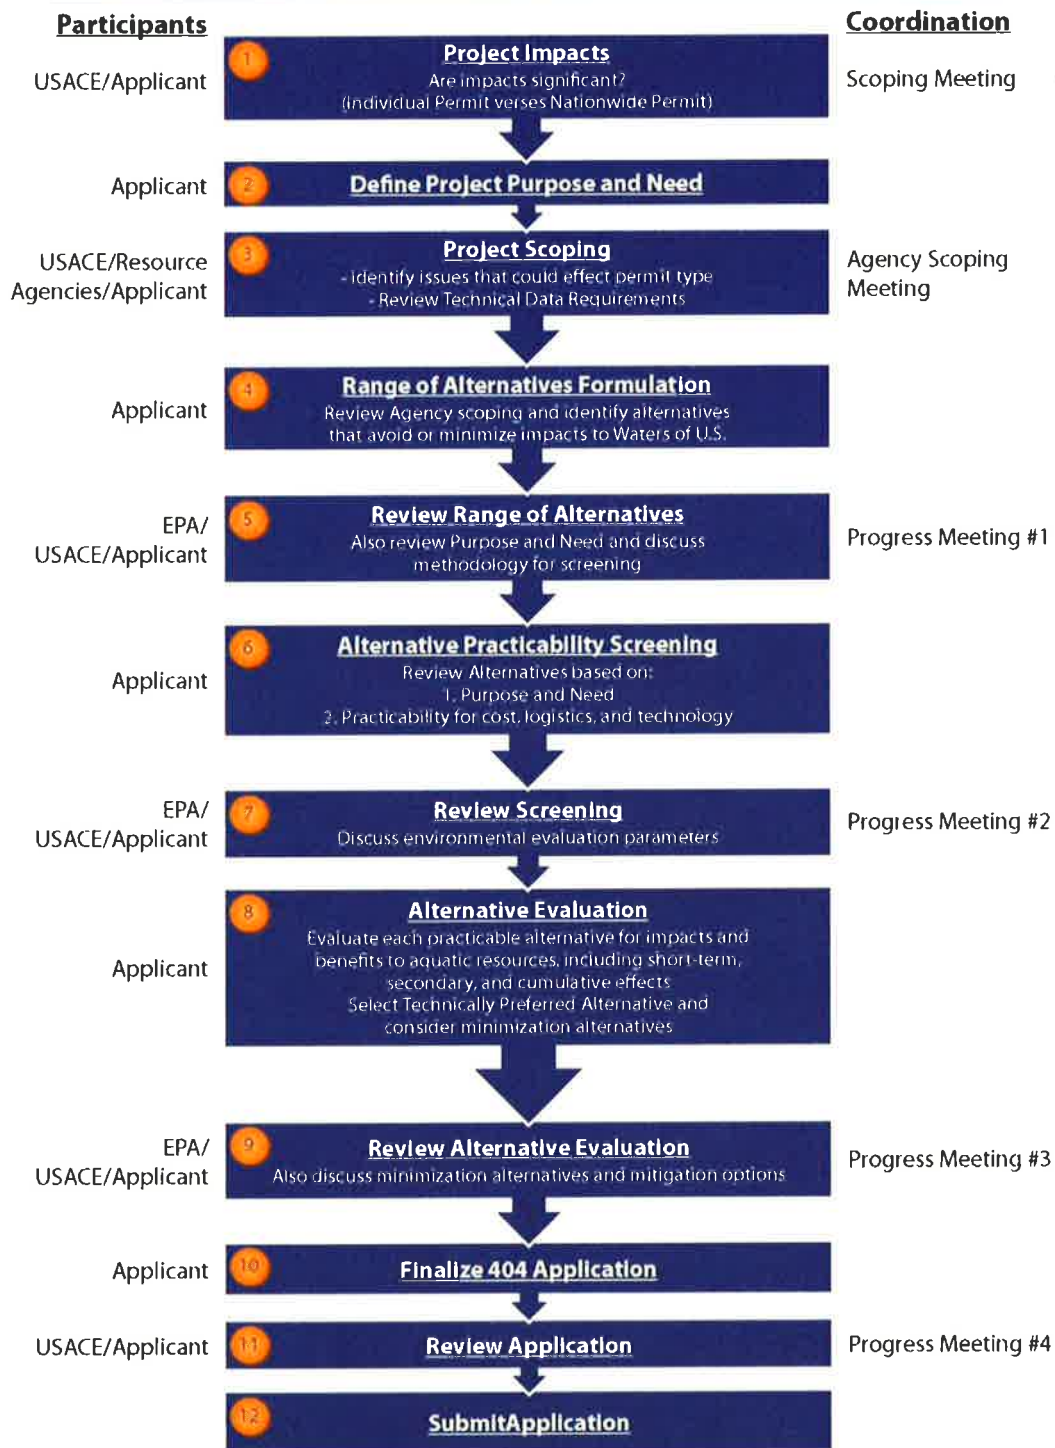 Participants
Coordination
USACE/Applicant
1
Project Impacts
Are impacts significant?
(Individual Permit verses Nationwide Permit)
Scoping Meeting
Applicant
2
Define Project Purpose and Need
USACE/Resource
Agencies/Applicant
3
Project Scoping
- Identify issues that could effect permit type
- Review Technical Data Requirements
Agency Scoping
Meeting
Applicant
4
Range of Alternatives Formulation
Review Agency scoping and identify alternatives
that avoid or minimize impacts to Waters of U.S.
EPA/
USACE/Applicant
5
Review Range of Alternatives
Also review Purpose and Need and discuss
methodology for screening
Progress Meeting #1
Applicant
6
Alternative Practicability Screening
Review Alternatives based on:
1. Purpose and Need
2. Practicability for cost, logistics, and technology
EPA/
USACE/Applicant
7
Review Screening
Discuss environmental evaluation parameters
Progress Meeting #2
Applicant
8
Alternative Evaluation
Evaluate each practicable alternative for impacts and
benefits to aquatic resources, including short-term,
secondary, and cumulative effects
Select Technically Preferred Alternative and
consider minimization alternatives
EPA/
USACE/Applicant
9
Review Alternative Evaluation
Also discuss minimization alternatives and mitigation options
Progress Meeting #3
Applicant
10
Finalize 404 Application
USACE/Applicant
11
Review Application
Progress Meeting #4
12
SubmitApplication